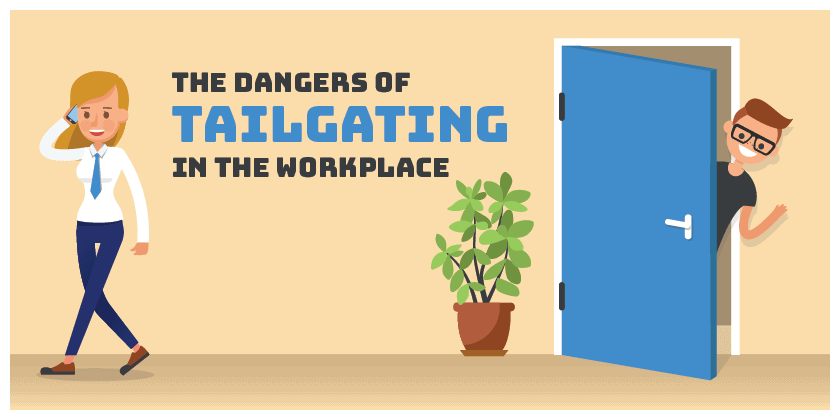 THE DANGERS OF
TAILGATING
IN THE WORKPLACE